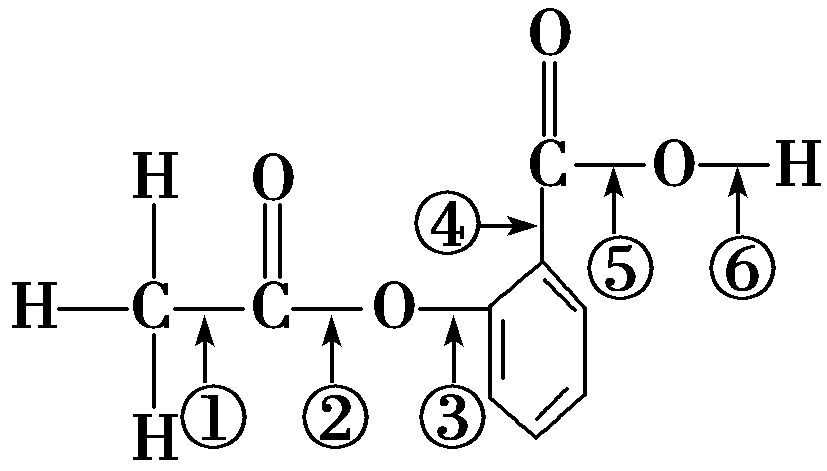 O
C O H
H O
④
⑤ ⑥
H C C O
① ② ③
H